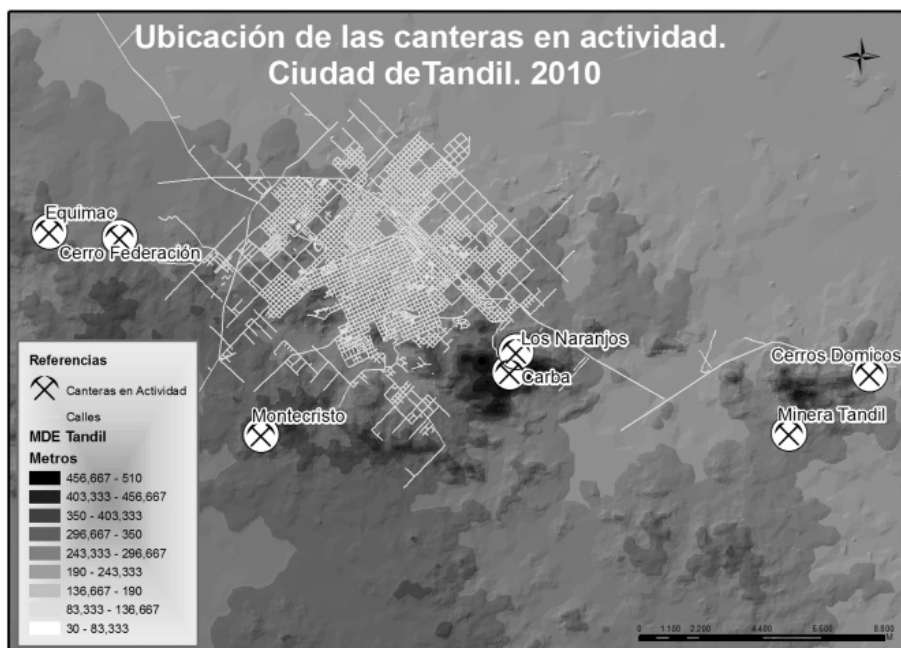 Ubicación de las canteras en actividad.
Ciudad deTandil. 2010
Equimac
Cerro Federación
Los Naranjos
Carba
Cerros Domicos
Montecristo
Minera Tandil
Referencias
Canteras en Actividad
Calles
MDE Tandil
Metros
456,667 - 510
403,333 - 456,667
350 - 403,333
296,667 - 350
243,333 - 296,667
190 - 243,333
136,667 - 190
83,333 - 136,667
30 - 83,333
0 1.100 2.200 4.400 6.600 8.800
M